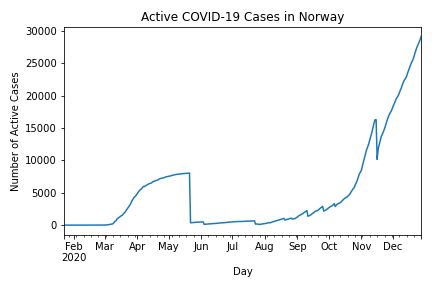 Active COVID-19 Cases in Norway
Number of Active Cases
30000
25000
20000
15000
10000
5000
0
Feb Mar Apr May Jun Jul Aug Sep Oct Nov Dec
2020
Day